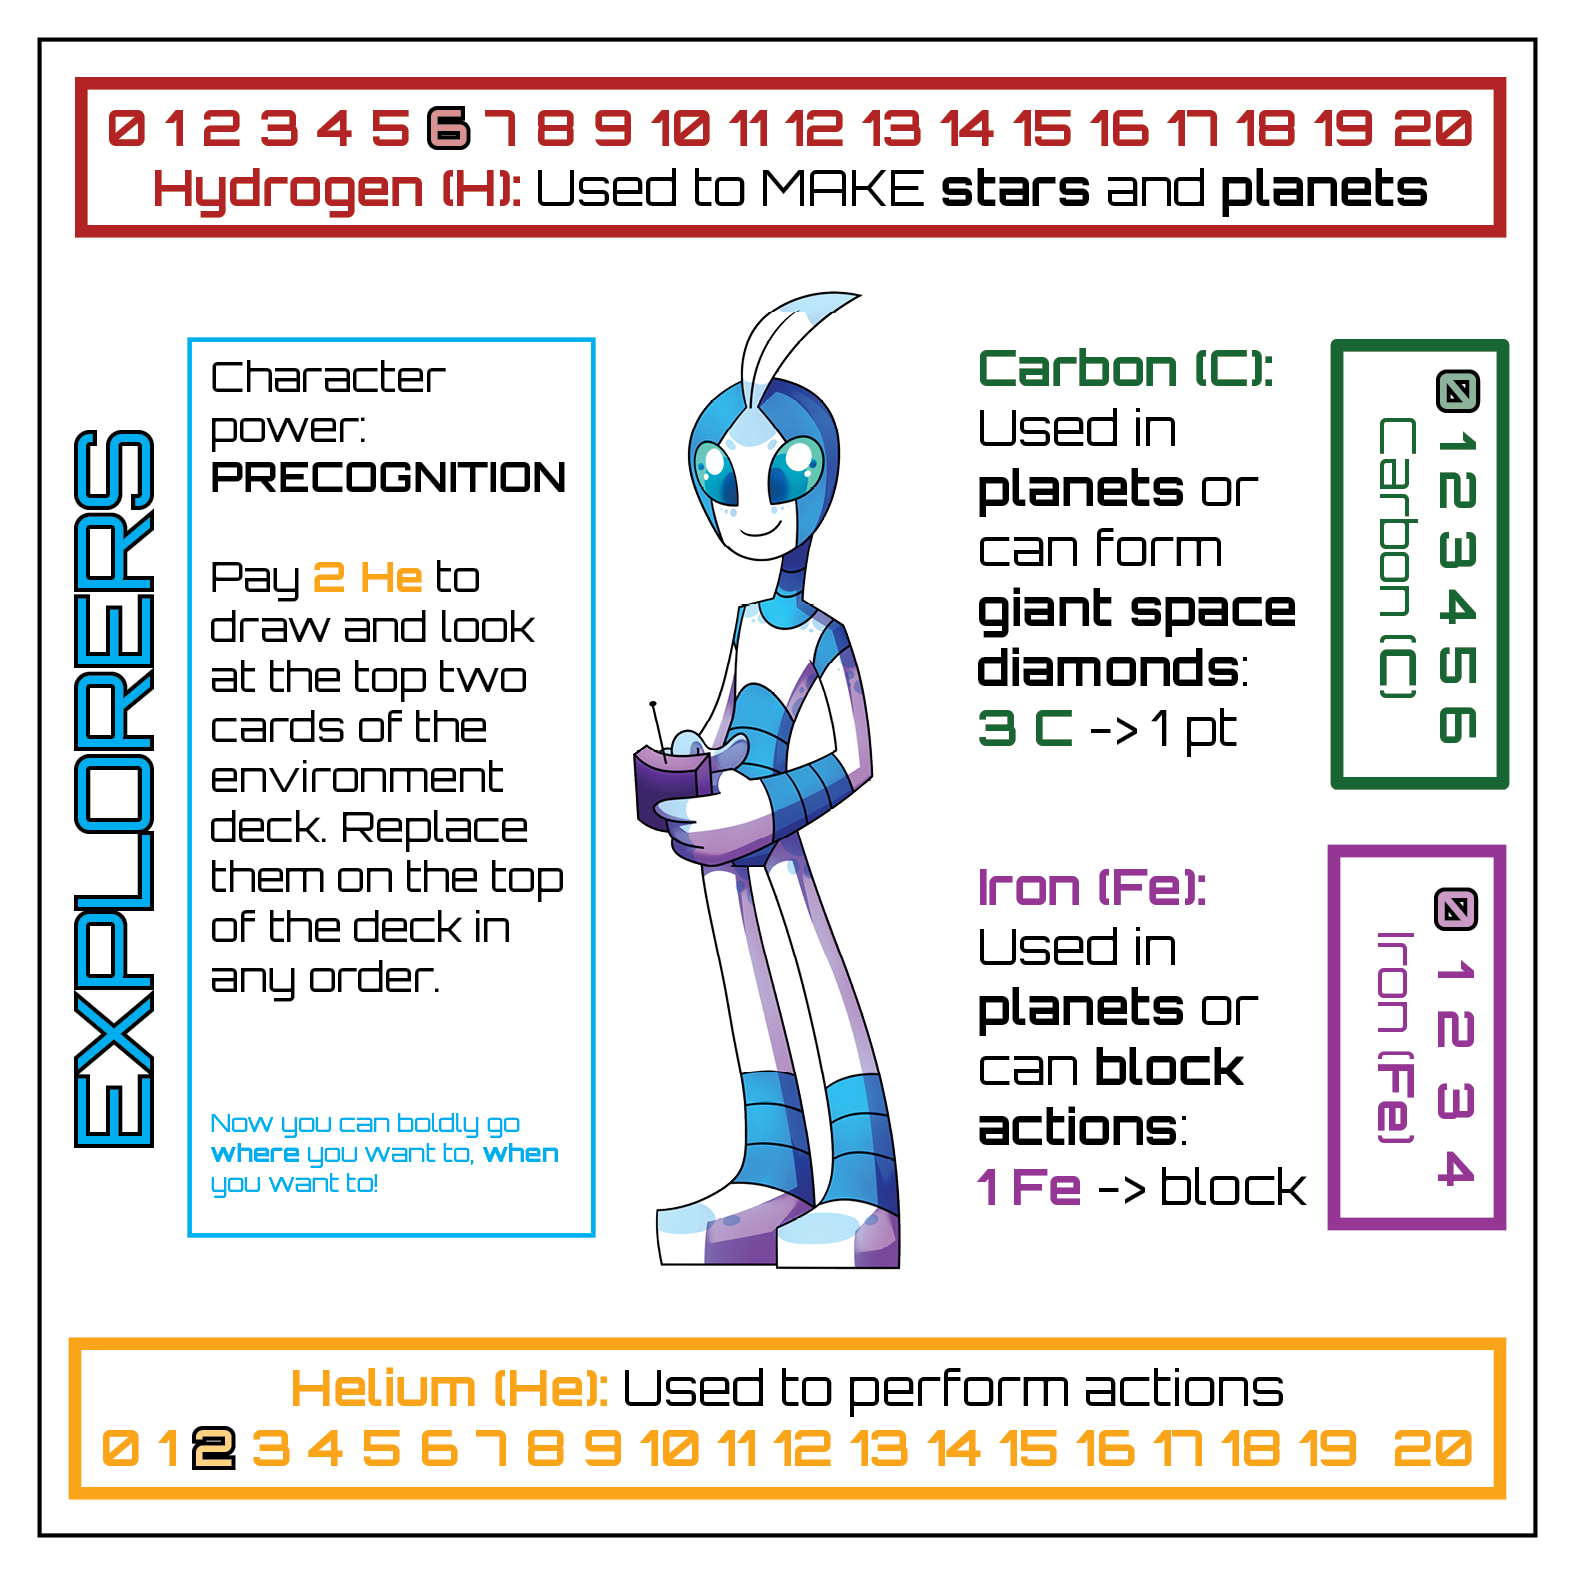 0 1 2 3 4 5 6 7 8 9 10 11 12 13 14 15 16 17 18 19 20
Hydrogen (H): Used to MAKE stars and planets
EXPLORERS
Character
power:
PRECOGNITION
Pay 2 He to
draw and look
at the top two
cards of the
environment
deck. Replace
them on the top
of the deck in
any order.
Now you can boldly go
where you want to, when
you want to!
Carbon (C):
Used in
planets or
can form
giant space
diamonds:
3 C -> 1 pt
0 1 2 3 4 5 6
Carbon (C)
Iron (Fe):
Used in
planets or
can block
actions:
1 Fe -> block
0 1 2 3 4
Iron (Fe)
Helium (He): Used to perform actions
0 1 2 3 4 5 6 7 8 9 10 11 12 13 14 15 16 17 18 19 20